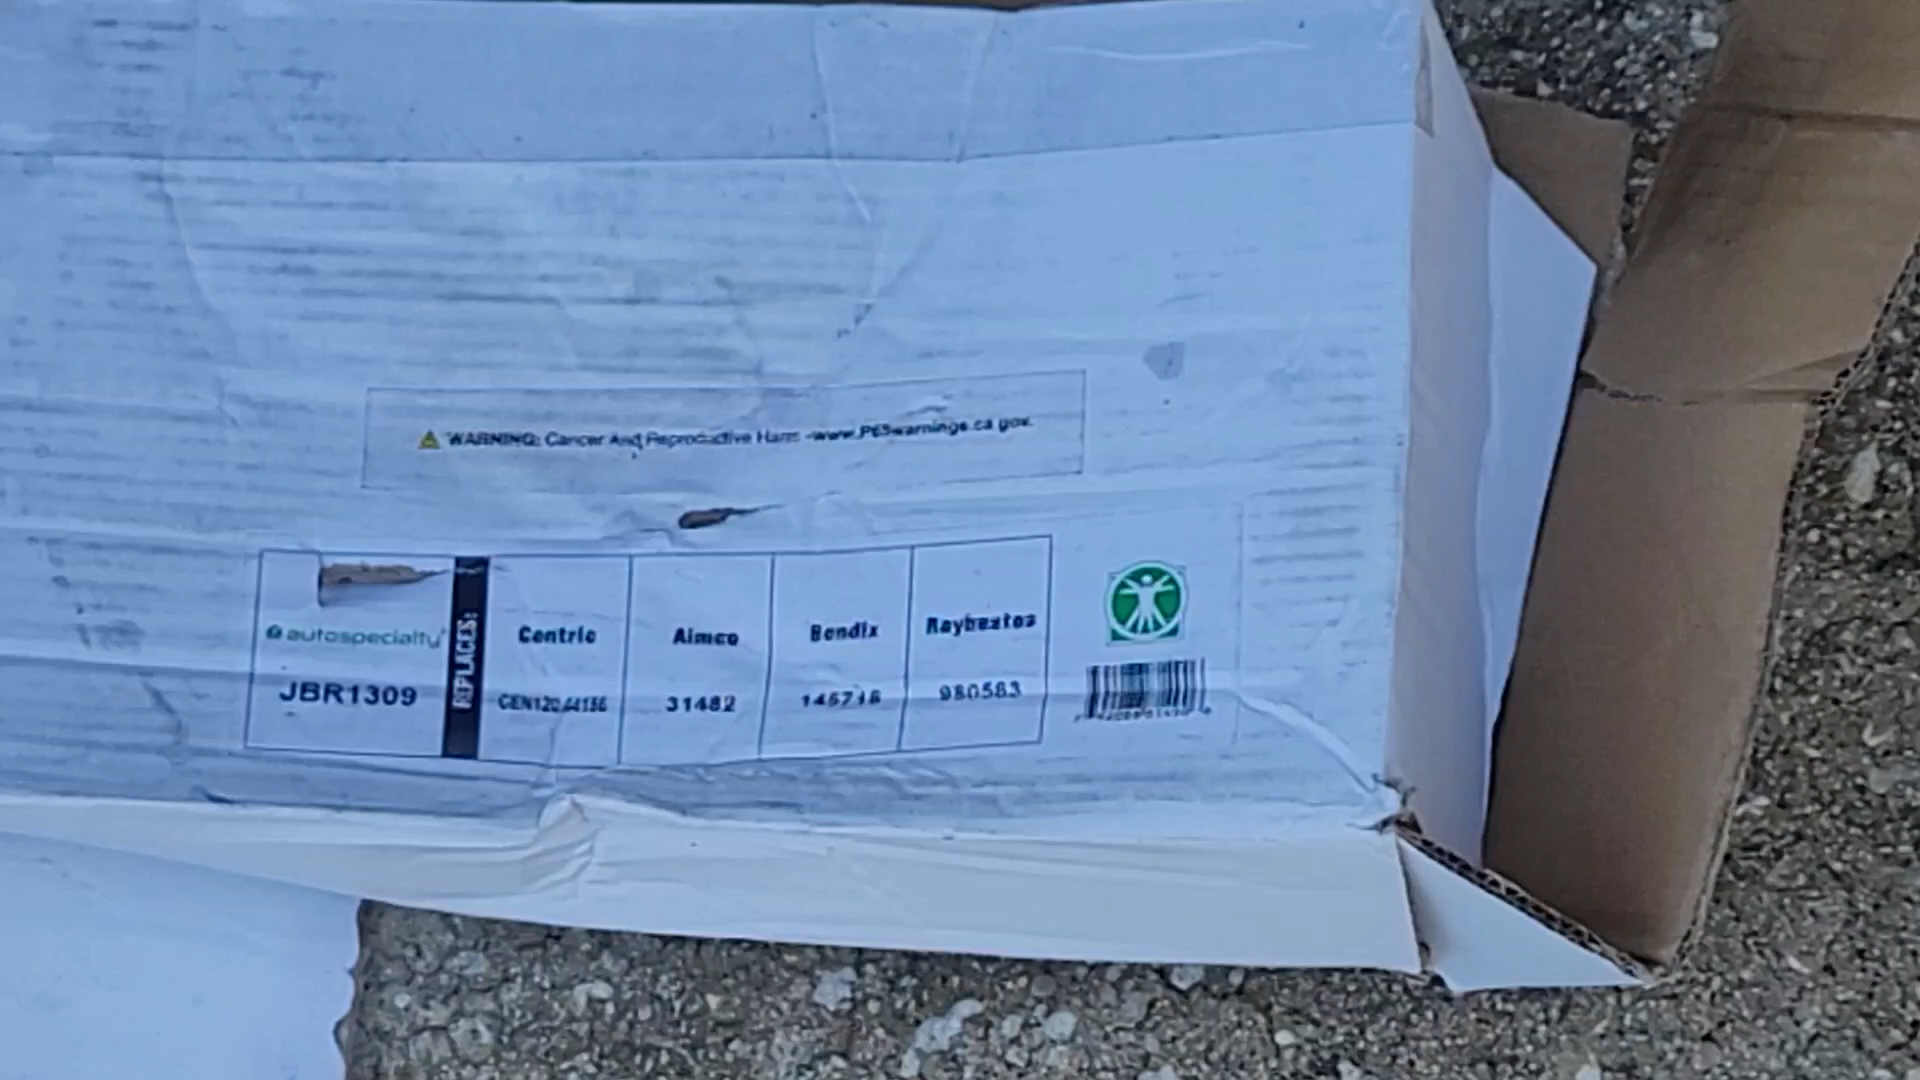 WARNING: Cancer And Reproductive Harm -www.P65warnings.ca.gov.
autospecialty
JBR1309
REPLACES:
Centric
CEN120.44156
Aimco
31482
Bendix
145718
Raybestos
980583